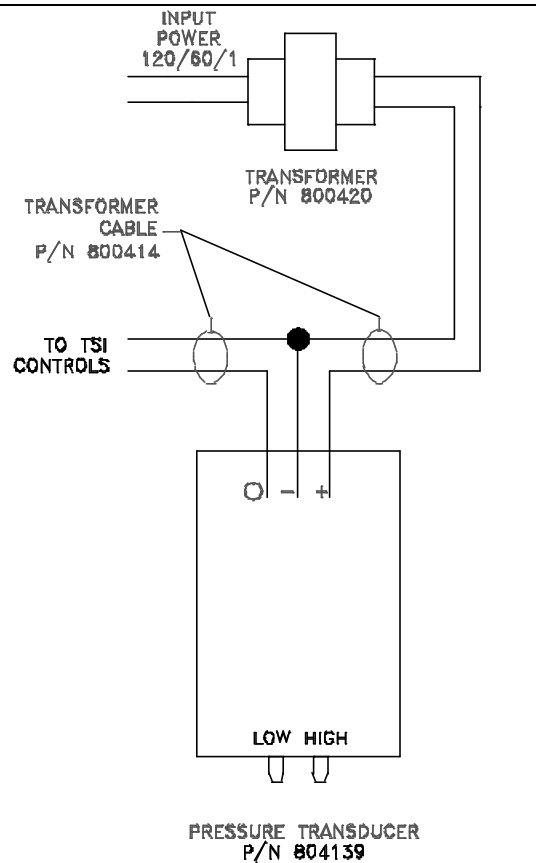 INPUT
POWER
120/60/1
TRANSFORMER
P/N 800420
TRANSFORMER
CABLE
P/N 800414
TO TSI
CONTROLS
O - +
LOW HIGH
PRESSURE TRANSDUCER
P/N 804139